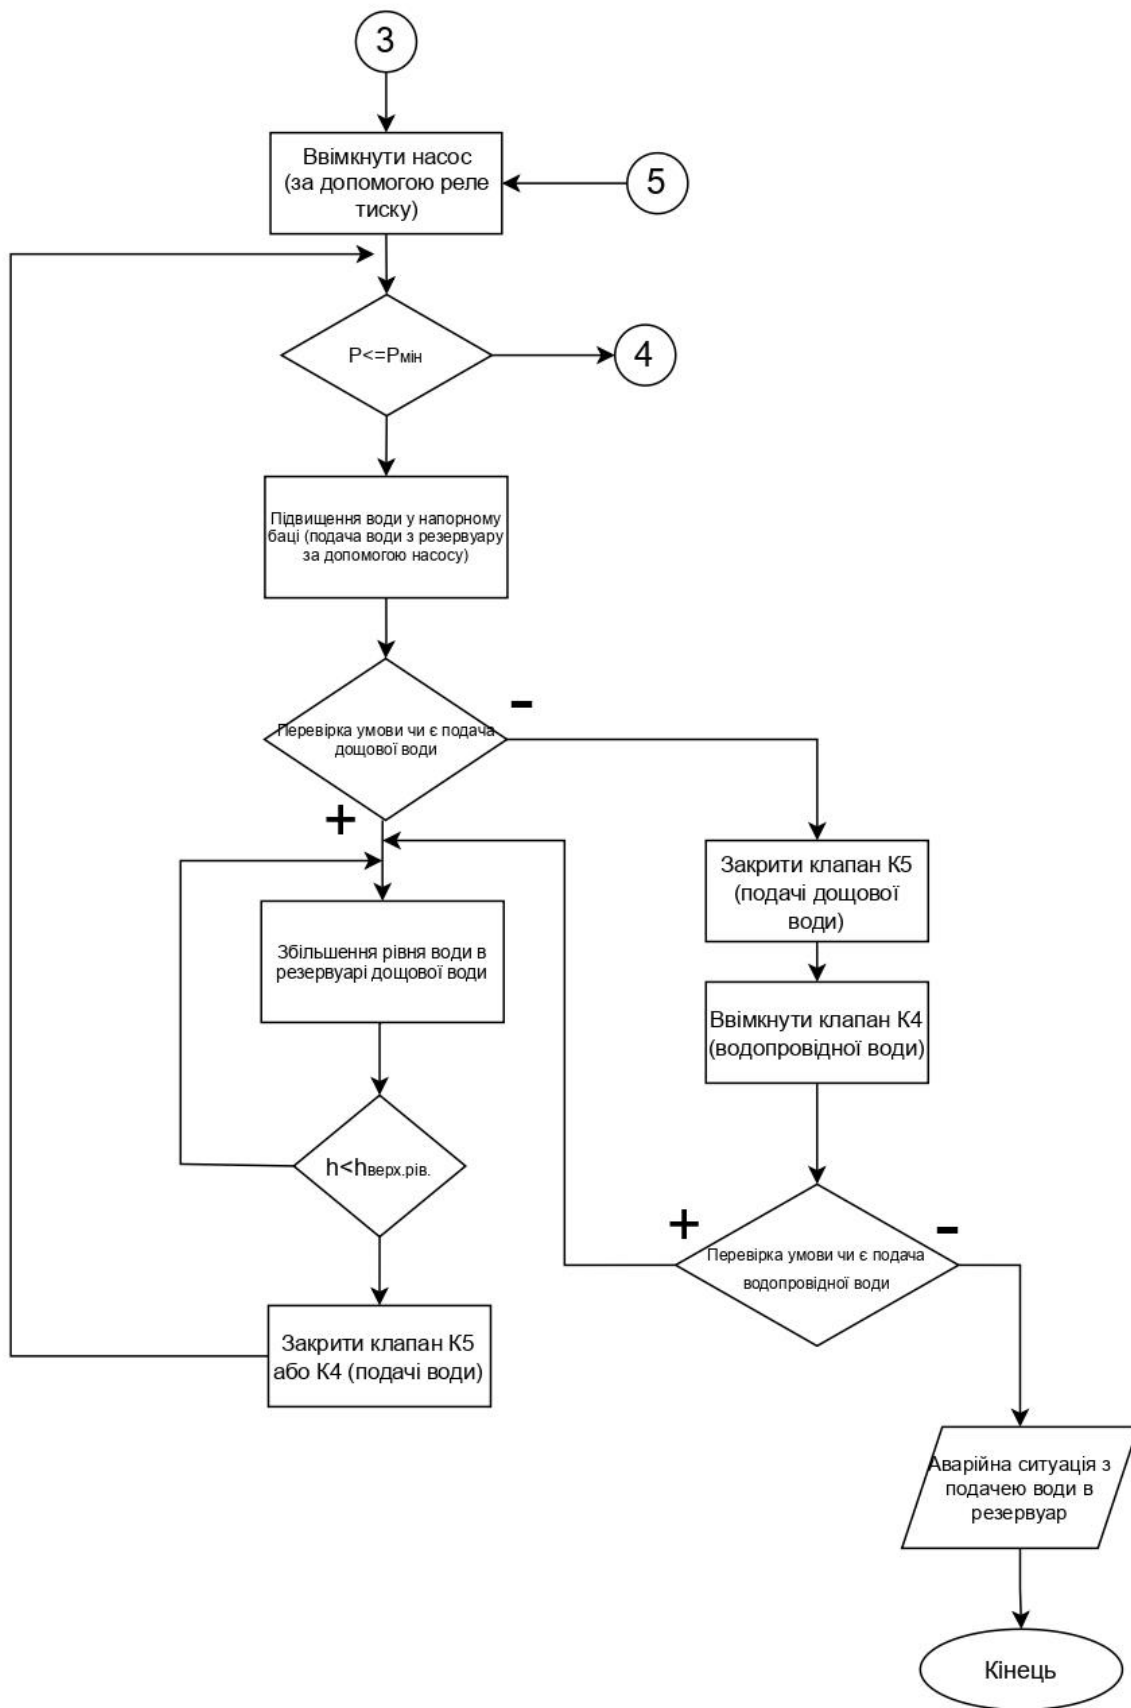 3
Ввімкнути насос
(за допомогою реле
тиску)
5
P<=Pмін
4
Підвищення води у напорному
баці (подача води з резервуару
за допомогою насосу)
-
Перевірка умови чи є подача
дощової води
+
Закрити клапан К5
(подачі дощової
води)
Збільшення рівня води в
резервуарі дощової води
Ввімкнути клапан К4
(водопровідної води)
h<hверх.рів.
+
-
Перевірка умови чи є подача
водопровідної води
Закрити клапан К5
або К4 (подачі води)
Аварійна ситуація з
подачею води в
резервуар
Кінець